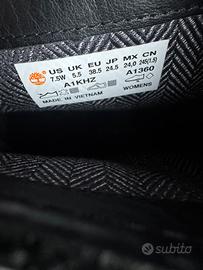 US UK EU JP MX CN
7.5W 5.5 38.5 24.5 24.0 245(1.5)
A1KHZ A1360
MADE IN VIETNAM WOMENS
subito